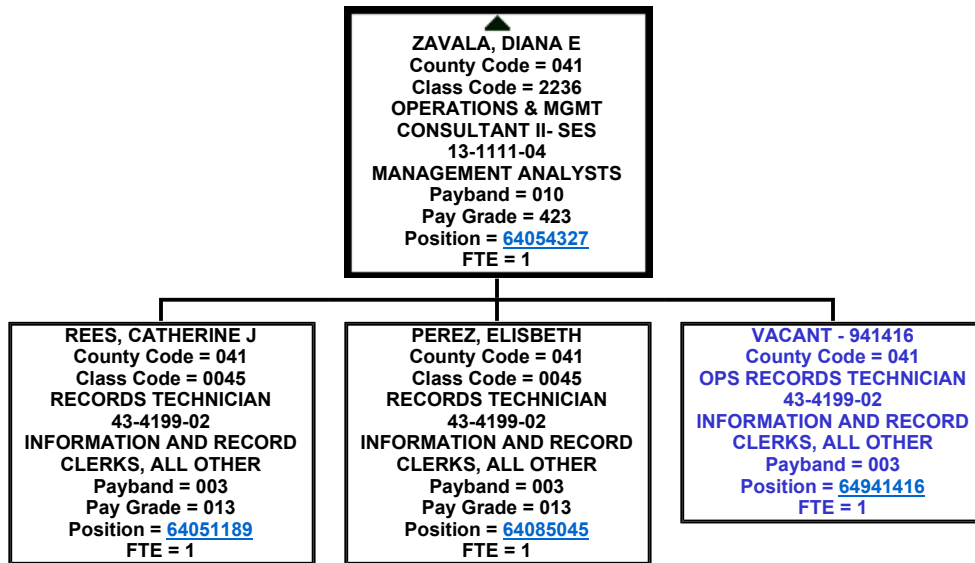 ZAVALA, DIANA E
County Code = 041
Class Code = 2236
OPERATIONS & MGMT
CONSULTANT II- SES
13-1111-04
MANAGEMENT ANALYSTS
Payband = 010
Pay Grade = 423
Position = 64054327
FTE = 1
REES, CATHERINE J
County Code = 041
Class Code = 0045
RECORDS TECHNICIAN
43-4199-02
INFORMATION AND RECORD
CLERKS, ALL OTHER
Payband = 003
Pay Grade = 013
Position = 64051189
FTE = 1
PEREZ, ELISBETH
County Code = 041
Class Code = 0045
RECORDS TECHNICIAN
43-4199-02
INFORMATION AND RECORD
CLERKS, ALL OTHER
Payband = 003
Pay Grade = 013
Position = 64085045
FTE = 1
VACANT - 941416
County Code = 041
OPS RECORDS TECHNICIAN
43-4199-02
INFORMATION AND RECORD
CLERKS, ALL OTHER
Payband = 003
Position = 64941416
FTE = 1